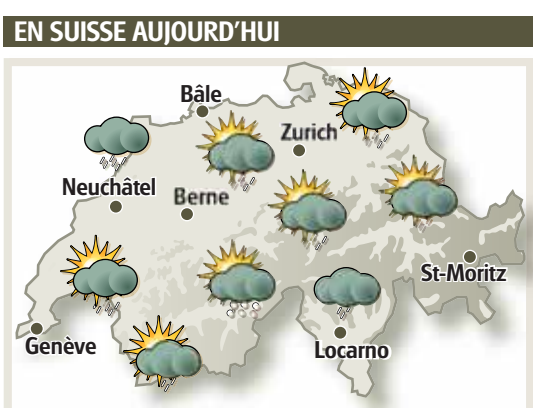 EN SUISSE AUJOURD'HUI
Bâle
Zurich
Neuchâtel
Berne
St-Moritz
Genève
Locarno